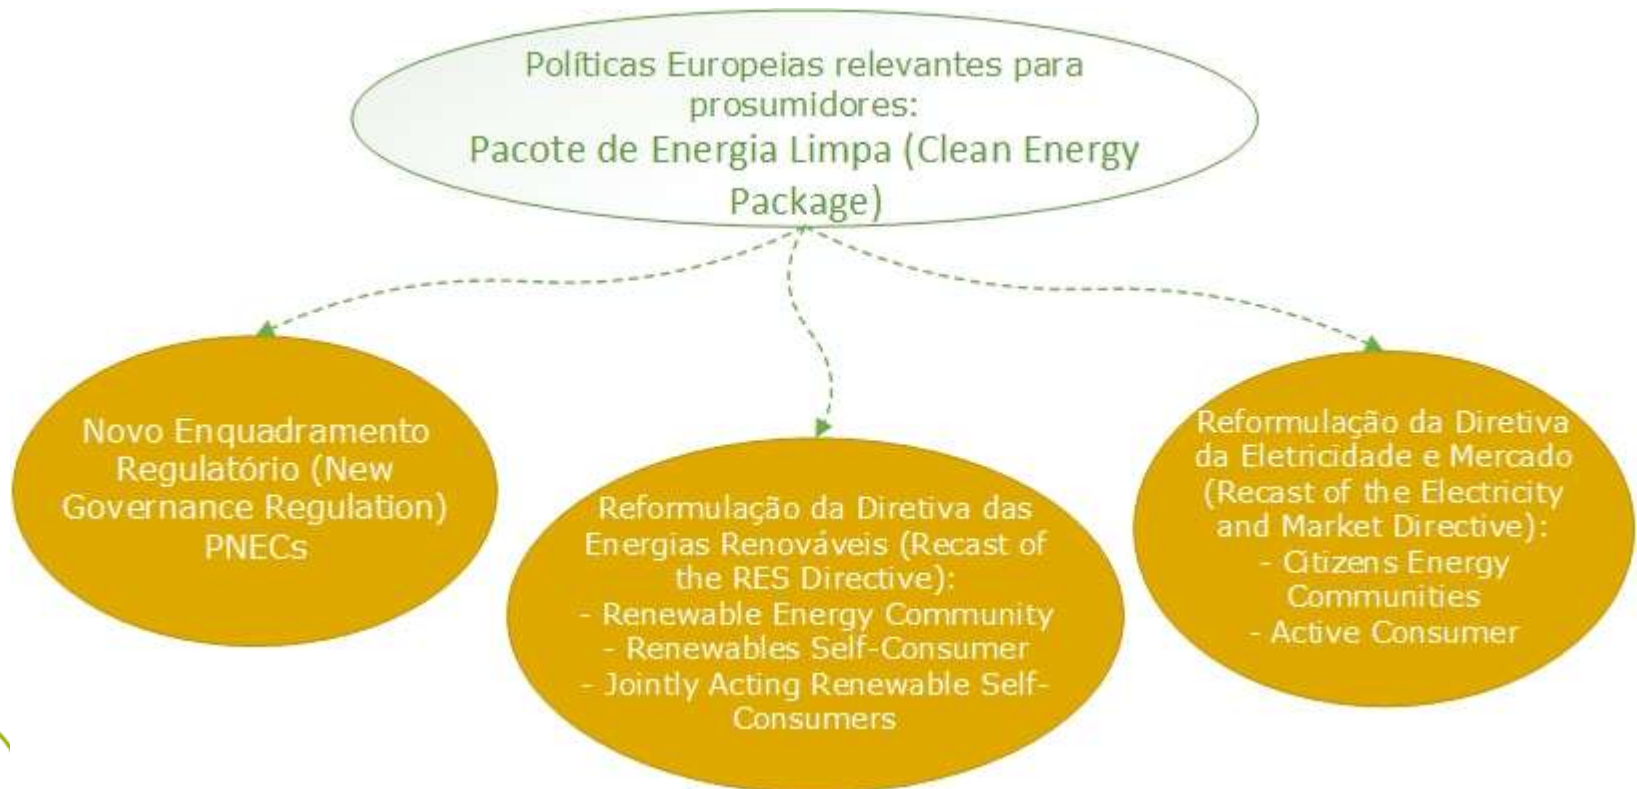 Políticas Europeias relevantes para
prosumidores:
Pacote de Energia Limpa (Clean Energy
Package)
Novo Enquadramento
Regulatório (New
Governance Regulation)
PNECs
Reformulação da Diretiva das
Energias Renováveis (Recast of
the RES Directive):
- Renewable Energy Community
- Renewables Self-Consumer
- Jointly Acting Renewable Self-
Consumers
Reformulação da Diretiva
da Eletricidade e Mercado
(Recast of the Electricity
and Market Directive):
- Citizens Energy
Communities
- Active Consumer